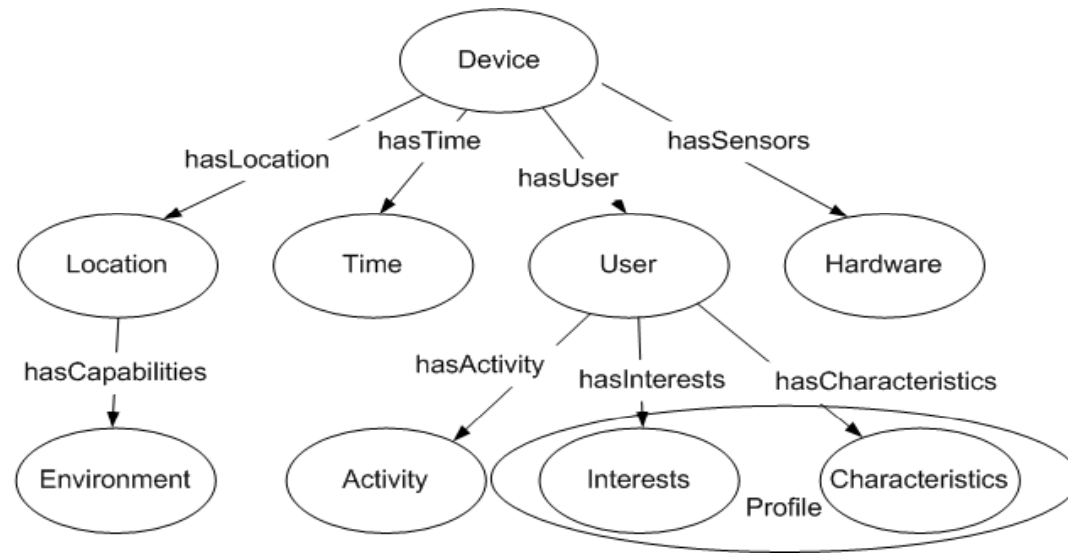 Device
hasTime
hasSensors
hasLocation
hasUser
Location
Time
User
Hardware
hasActivity
hasCapabilities
hasInterests
hasCharacteristics
Environment
Activity
Interests
Characteristics
Profile